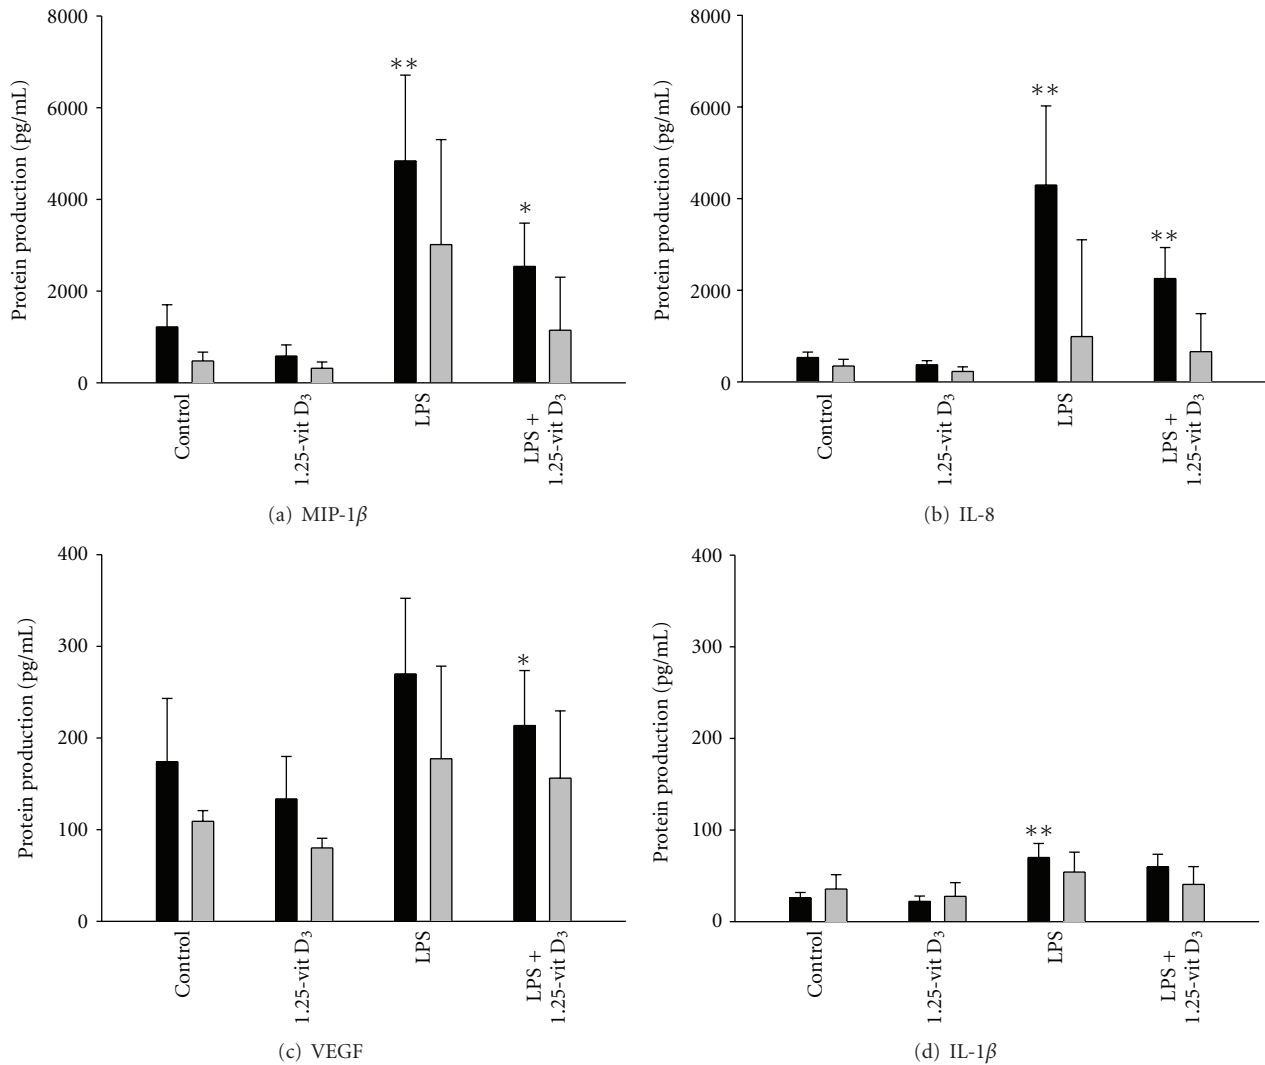 8000
6000
4000
2000
0
Protein production (pg/mL)
**
*
Control
1.25-vit D3
LPS
LPS +
1.25-vit D3
(a) MIP-1β
8000
6000
4000
2000
0
Protein production (pg/mL)
**
**
Control
1.25-vit D3
LPS
LPS +
1.25-vit D3
(b) IL-8
400
300
200
100
0
Protein production (pg/mL)
*
Control
1.25-vit D3
LPS
LPS +
1.25-vit D3
(c) VEGF
400
300
200
100
0
Protein production (pg/mL)
**
Control
1.25-vit D3
LPS
LPS +
1.25-vit D3
(d) IL-1β